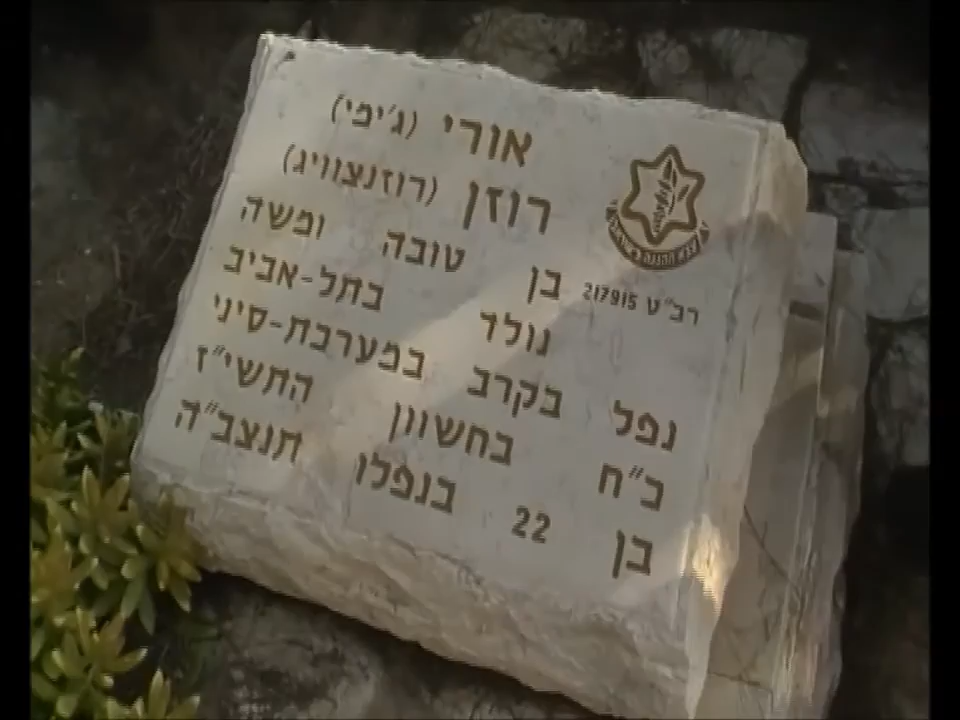 אורי (ג׳ימי)
רוזן (רוזנצוויג)
רב״ט 217915
בן טובה ומשה
נולד בתל-אביב
נפל בקרב במערכת-סיני
כ״ח בחשוון התשי״ז
בן 22 בנפלו תנצב״ה